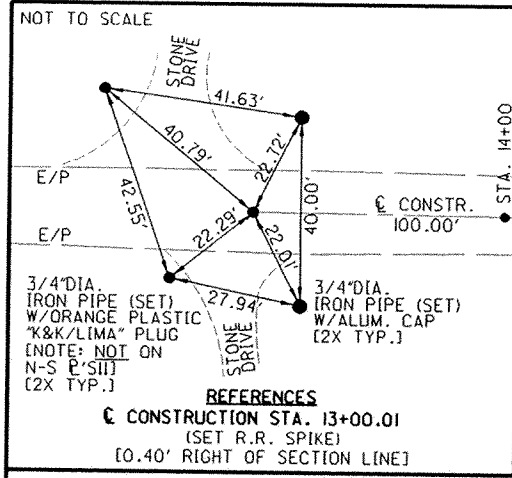 NOT TO SCALE
STONE
DRIVE
41.63'
40.79'
22.72'
42.55'
40.00'
E/P
STA. 14+00
℄ CONSTR.
100.00'
E/P
22.29'
22.01'
27.94'
3/4"DIA.
IRON PIPE (SET)
W/ORANGE PLASTIC
"K&K/LIMA" PLUG
[NOTE: NOT ON
N-S ⅊'S!!]
[2X TYP.]
3/4"DIA.
IRON PIPE (SET)
W/ALUM. CAP
[2X TYP.]
STONE
DRIVE
REFERENCES
℄ CONSTRUCTION STA. 13+00.01
(SET R.R. SPIKE)
[0.40' RIGHT OF SECTION LINE]